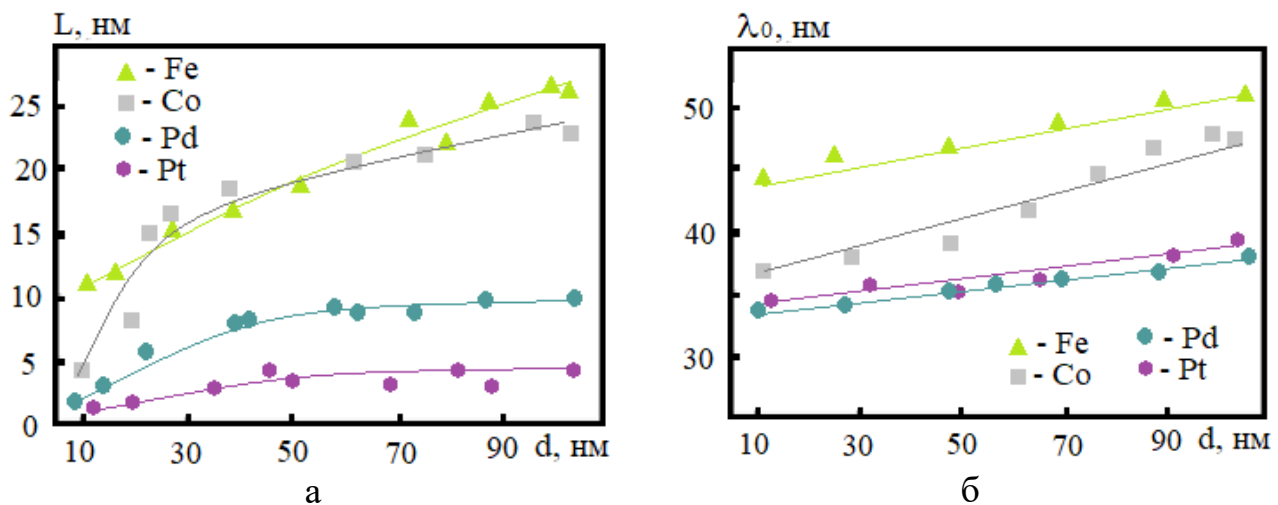 L, нм
25
20
15
10
5
0
- Fe
- Co
- Pd
- Pt
10 30 50 70 90 d, нм
а
λ0, нм
50
40
30
- Fe
- Co
- Pd
- Pt
10 30 50 70 90 d, нм
б